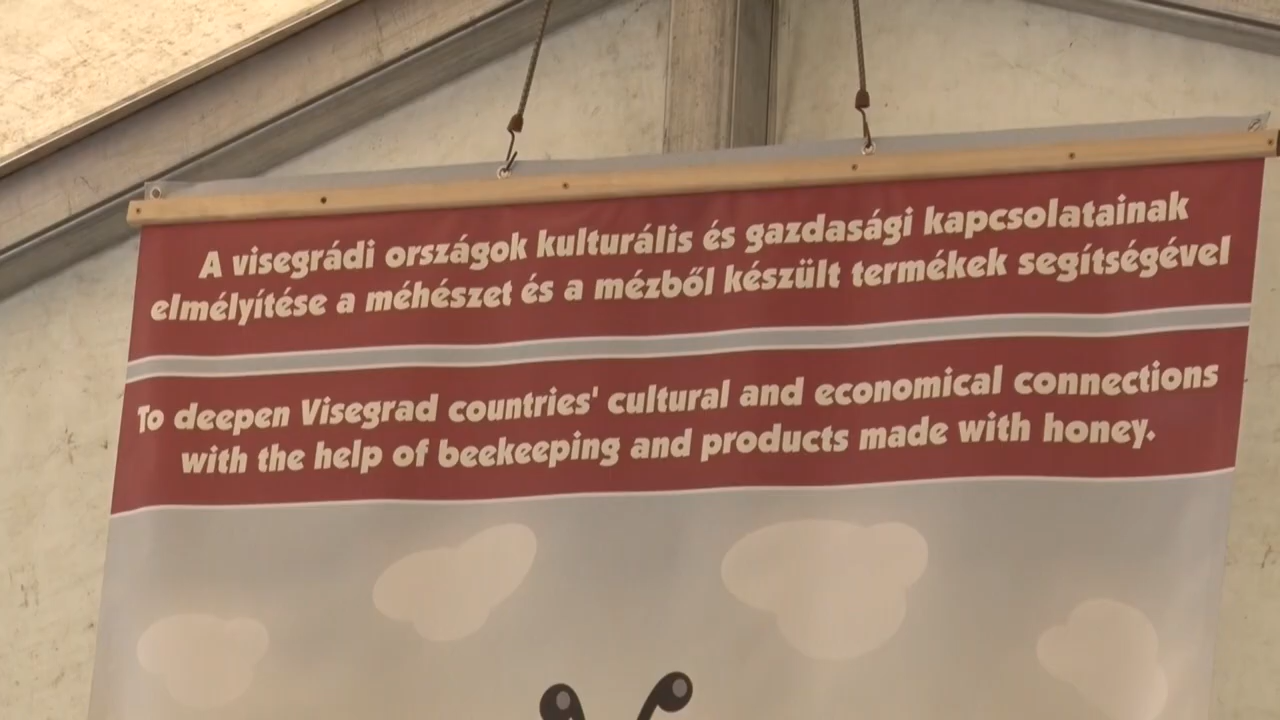 A visegrádi országok kulturális és gazdasági kapcsolatainak
elmélyítése a méhészet és a mézből készült termékek segítségével
To deepen Visegrad countries' cultural and economical connections
with the help of beekeeping and products made with honey.